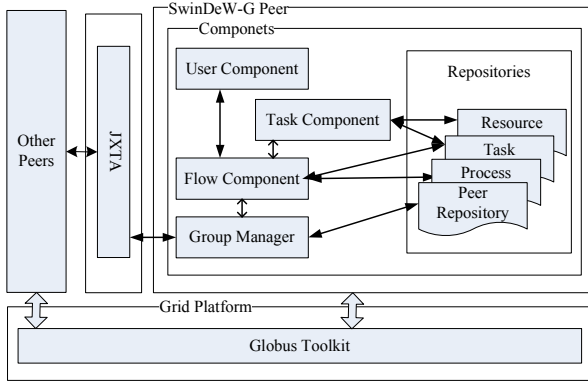 SwinDeW-G Peer
Componets
User Component
Repositories
Task Component
Resource
Other
Peers
JXTA
Task
Flow Component
Process
Peer
Repository
Group Manager
Grid Platform
Globus Toolkit